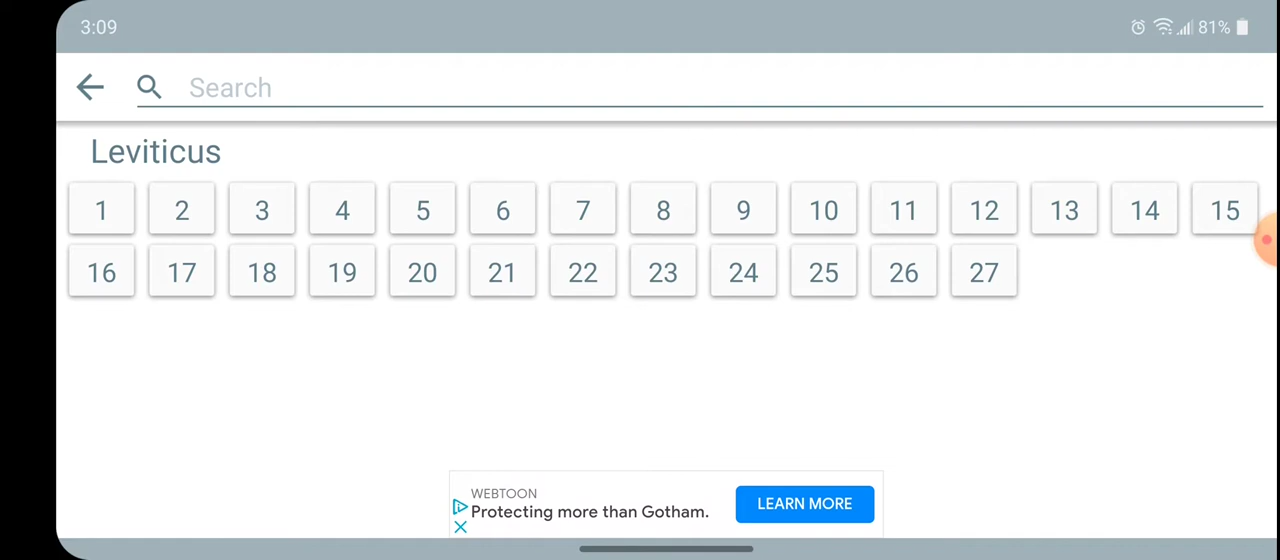 3:09 81%
Search
Leviticus
1 2 3 4 5 6 7 8 9 10 11 12 13 14 15
16 17 18 19 20 21 22 23 24 25 26 27
WEBTOON
Protecting more than Gotham.
LEARN MORE